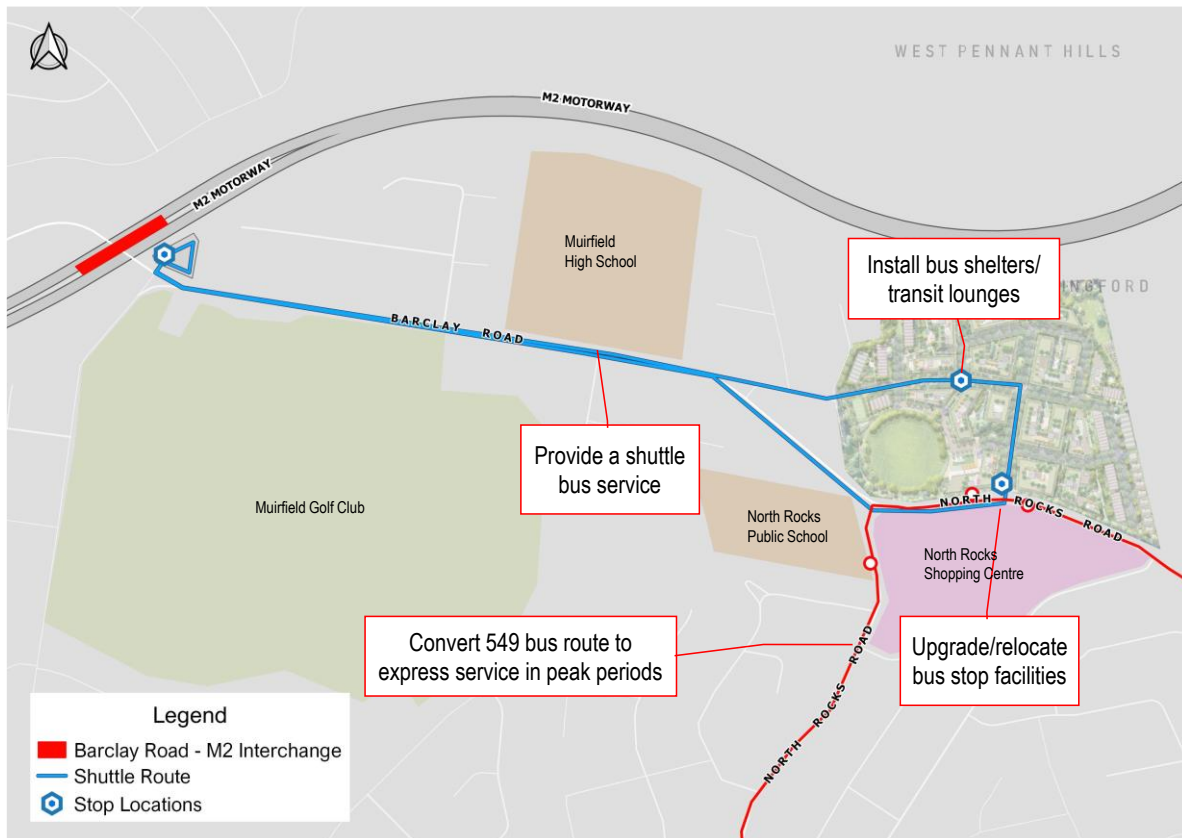 WEST PENNANT HILLS
M2 MOTORWAY
M2 MOTORWAY
Muirfield
High School
Install bus shelters/
transit lounges
INGFORD
BARCLAY ROAD
Provide a shuttle
bus service
Muirfield Golf Club
North Rocks
Public School
NORTH ROCKS ROAD
North Rocks
Shopping Centre
Convert 549 bus route to
express service in peak periods
Upgrade/relocate
bus stop facilities
NORTH ROCKS ROAD
Legend
Barclay Road - M2 Interchange
Shuttle Route
Stop Locations